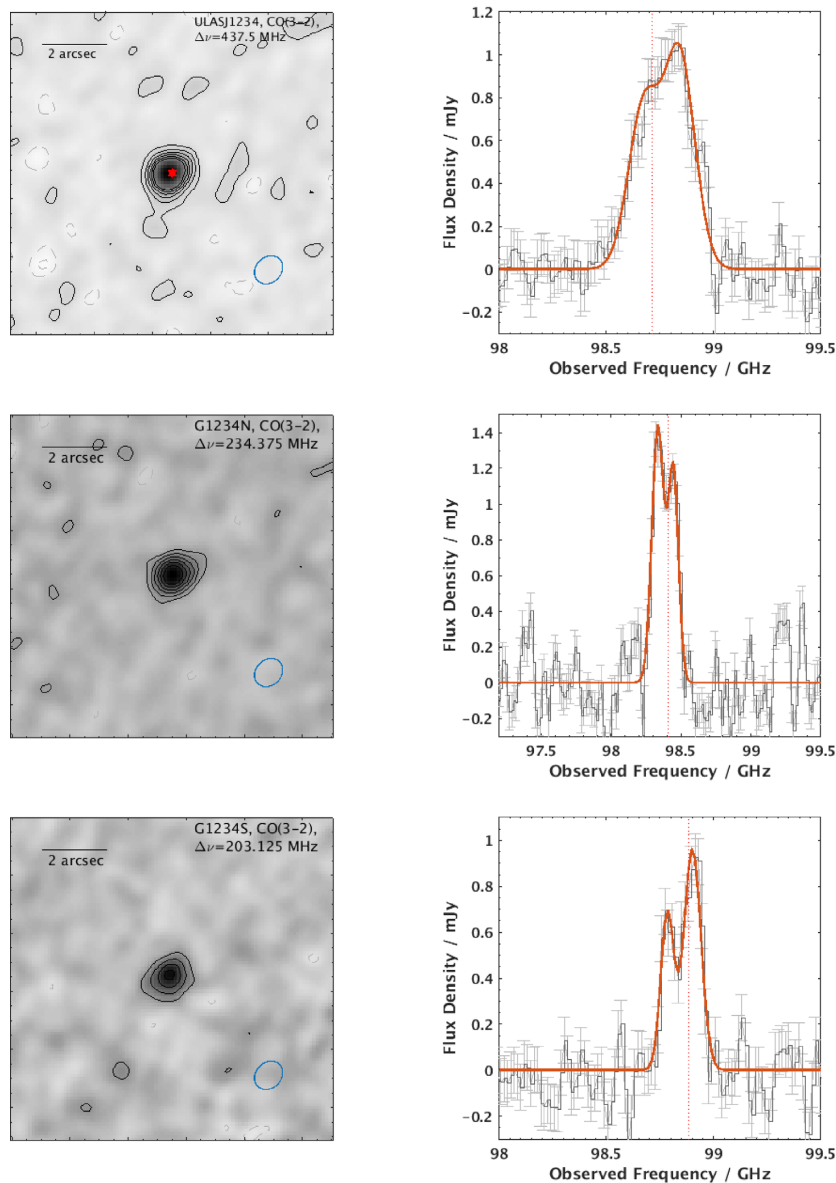 ULASJ1234, CO(3-2),
Δν=437.5 MHz
2 arcsec
1.2
1
0.8
0.6
0.4
0.2
0
-0.2
Flux Density / mJy
98 98.5 99 99.5
Observed Frequency / GHz
G1234N, CO(3-2),
Δν=234.375 MHz
2 arcsec
1.4
1.2
1
0.8
0.6
0.4
0.2
0
-0.2
Flux Density / mJy
97.5 98 98.5 99 99.5
Observed Frequency / GHz
G1234S, CO(3-2),
Δν=203.125 MHz
2 arcsec
1
0.8
0.6
0.4
0.2
0
-0.2
Flux Density / mJy
98 98.5 99 99.5
Observed Frequency / GHz